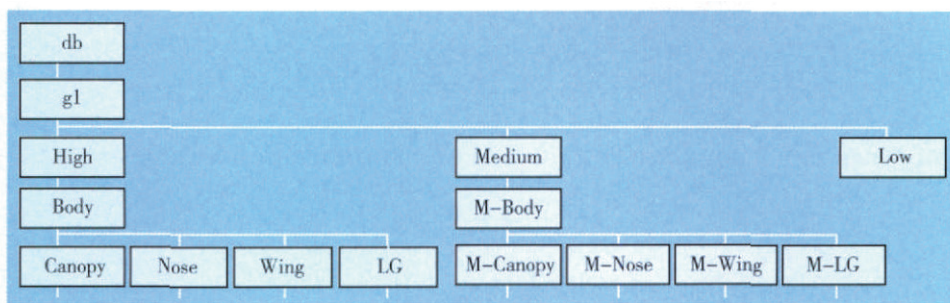 db
g1
High Medium Low
Body M-Body
Canopy Nose Wing LG M-Canopy M-Nose M-Wing M-LG